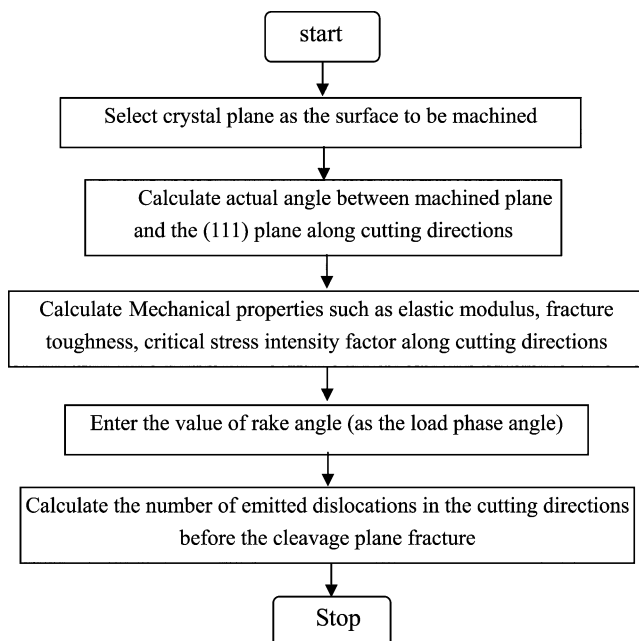 start
Select crystal plane as the surface to be machined
Calculate actual angle between machined plane
and the (111) plane along cutting directions
Calculate Mechanical properties such as elastic modulus, fracture
toughness, critical stress intensity factor along cutting directions
Enter the value of rake angle (as the load phase angle)
Calculate the number of emitted dislocations in the cutting directions
before the cleavage plane fracture
Stop